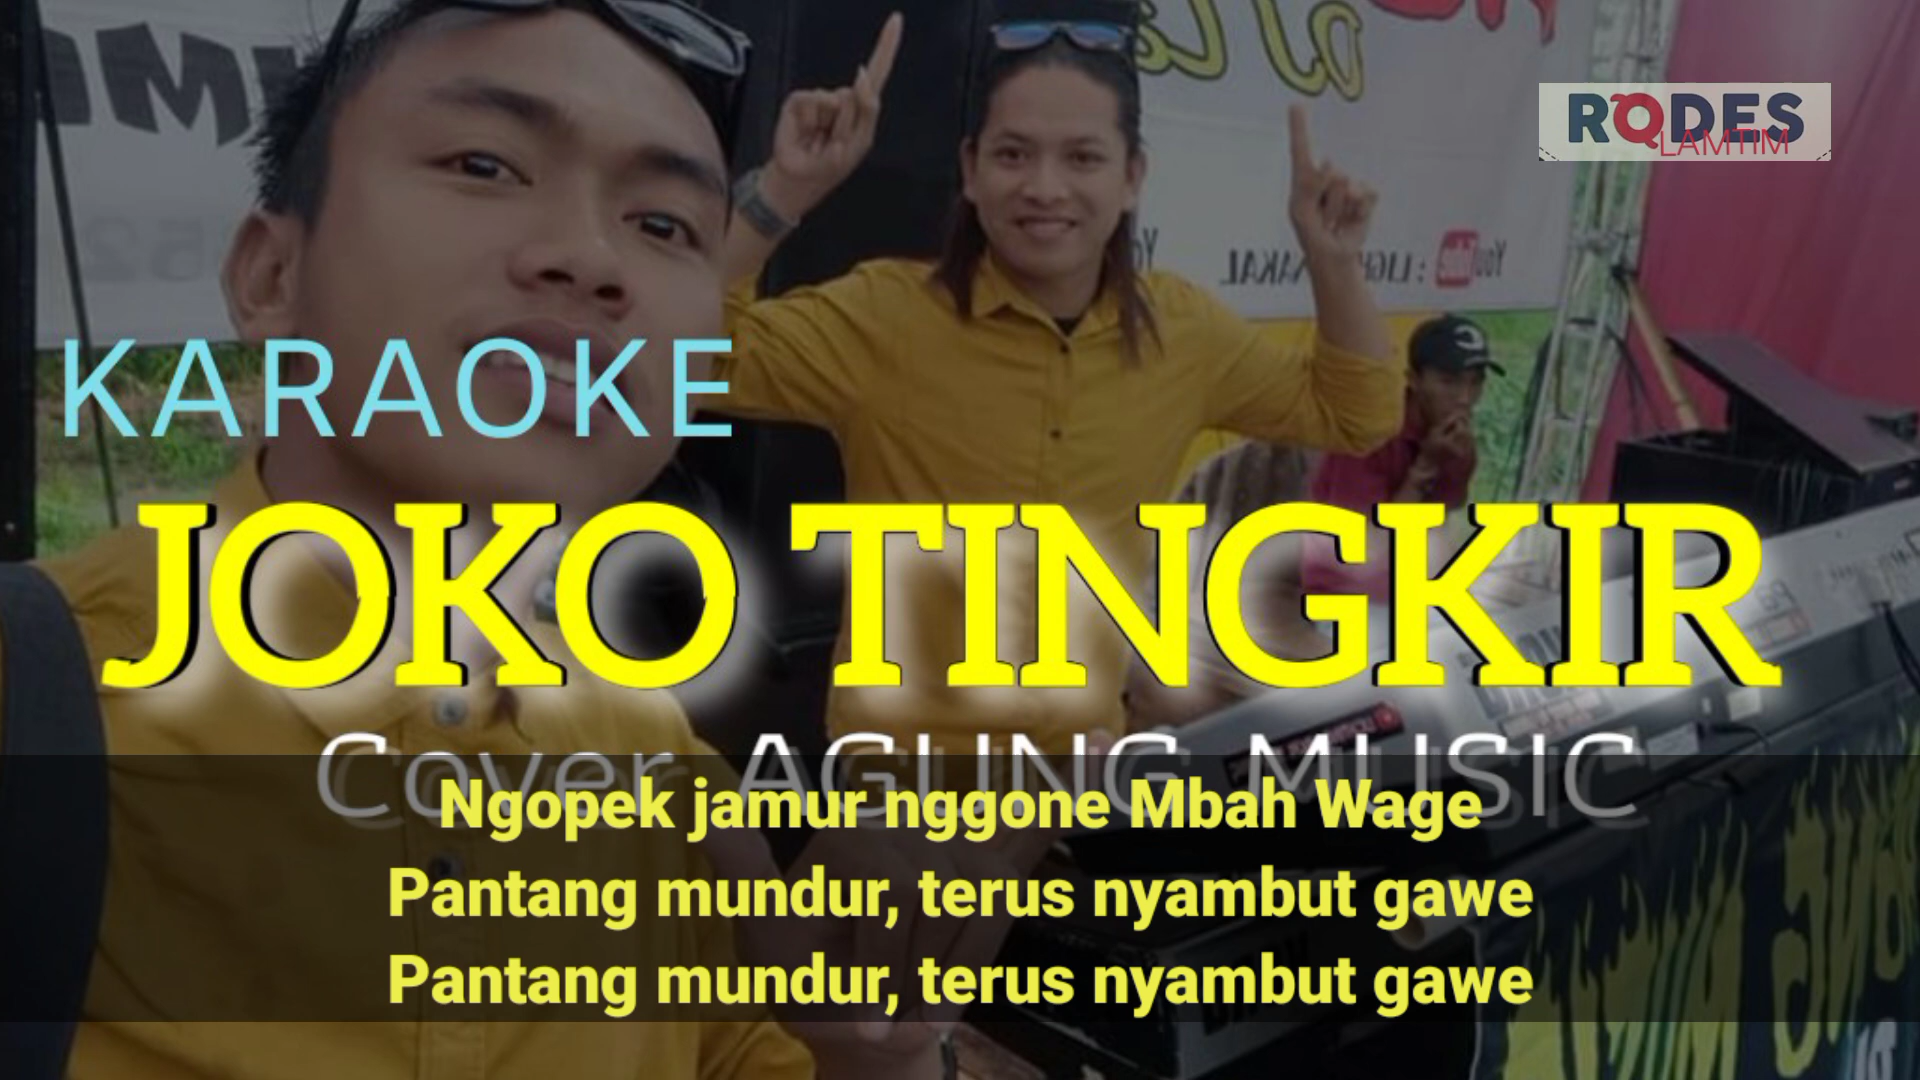 RODES
LAMTIM
KARAOKE
JOKO TINGKIR
Cover AGUNG MUSIC
Ngopek jamur nggone Mbah Wage
Pantang mundur, terus nyambut gawe
Pantang mundur, terus nyambut gawe